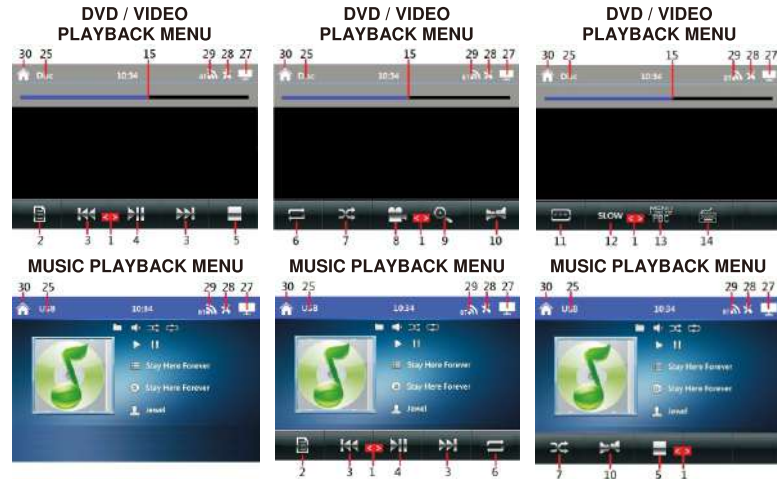 DVD / VIDEO
PLAYBACK MENU
30 25 15 29 28 27
Disc 10:34
2 3 1 4 3 5
DVD / VIDEO
PLAYBACK MENU
30 25 15 29 28 27
Disc 10:34
6 7 8 1 9 10
DVD / VIDEO
PLAYBACK MENU
30 25 15 29 28 27
Disc 10:34
SLOW MENU
PBC
11 12 1 13 14
MUSIC PLAYBACK MENU
30 25 29 28 27
USB 10:34
Stay Here Forever
Stay Here Forever
Jewel
MUSIC PLAYBACK MENU
30 25 29 28 27
USB 10:34
Stay Here Forever
Stay Here Forever
Jewel
2 3 1 4 3 6
MUSIC PLAYBACK MENU
30 25 29 28 27
USB 10:34
Stay Here Forever
Stay Here Forever
Jewel
7 10 5 1